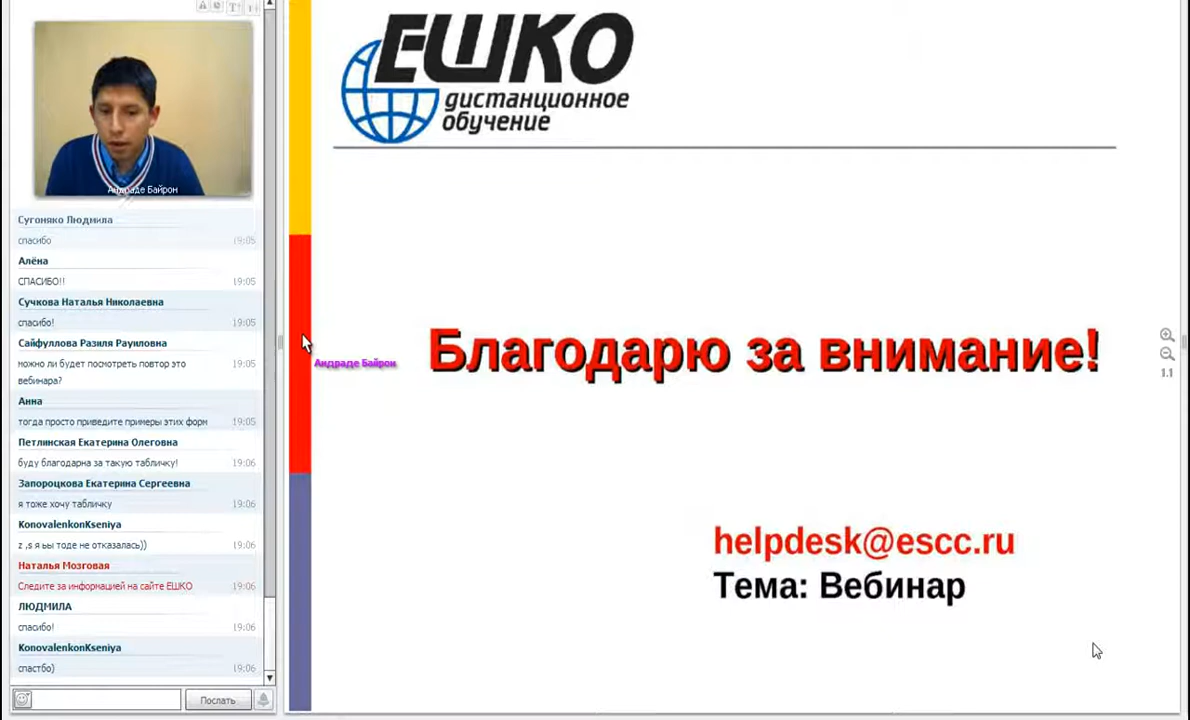 Андраде Байрон
Сугоняко Людмила
спасибо 19:05
Алёна
СПАСИБО!! 19:05
Сучкова Наталья Николаевна
спасибо! 19:05
Сайфуллова Разиля Рауиловна
можно ли будет посмотреть повтор это 19:05
вебинара?
Анна
тогда просто приведите примеры этих форм 19:05
Петлинская Екатерина Олеговна
буду благодарна за такую табличку! 19:06
Запороцкова Екатерина Сергеевна
я тоже хочу табличку 19:06
KonovalenkonKseniya
z ,s я ьы тоде не отказалась)) 19:06
Наталья Мозговая
Следите за информацией на сайте ЕШКО 19:06
ЛЮДМИЛА
спасибо! 19:06
KonovalenkonKseniya
спастбо) 19:06
Послать
ЕШКО
дистанционное
обучение
Андраде Байрон
Благодарю за внимание!
helpdesk@escc.ru
Тема: Вебинар
1.1